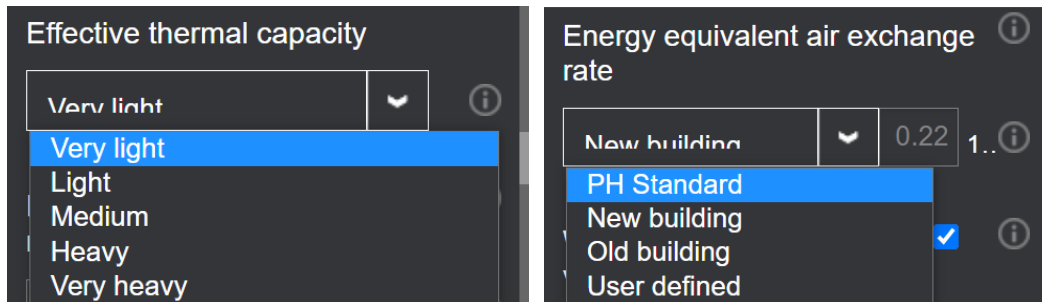 Effective thermal capacity
Very light
Very light
Light
Medium
Heavy
Very heavy
Energy equivalent air exchange
rate
New building
0.22
1..
PH Standard
New building
Old building
User defined